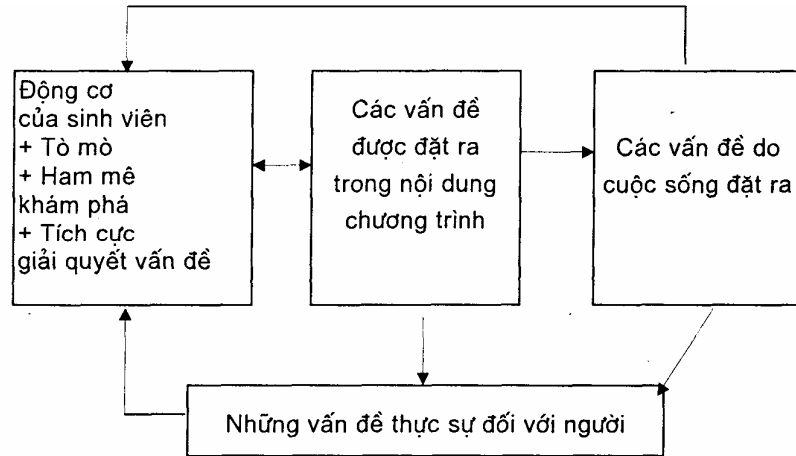 Động cơ
của sinh viên
+ Tò mò
+ Ham mê
khám phá
+ Tích cực
giải quyết vấn đề
Các vấn đề
được đặt ra
trong nội dung
chương trình
Các vấn đề do
cuộc sống đặt ra
Những vấn đề thực sự đối với người